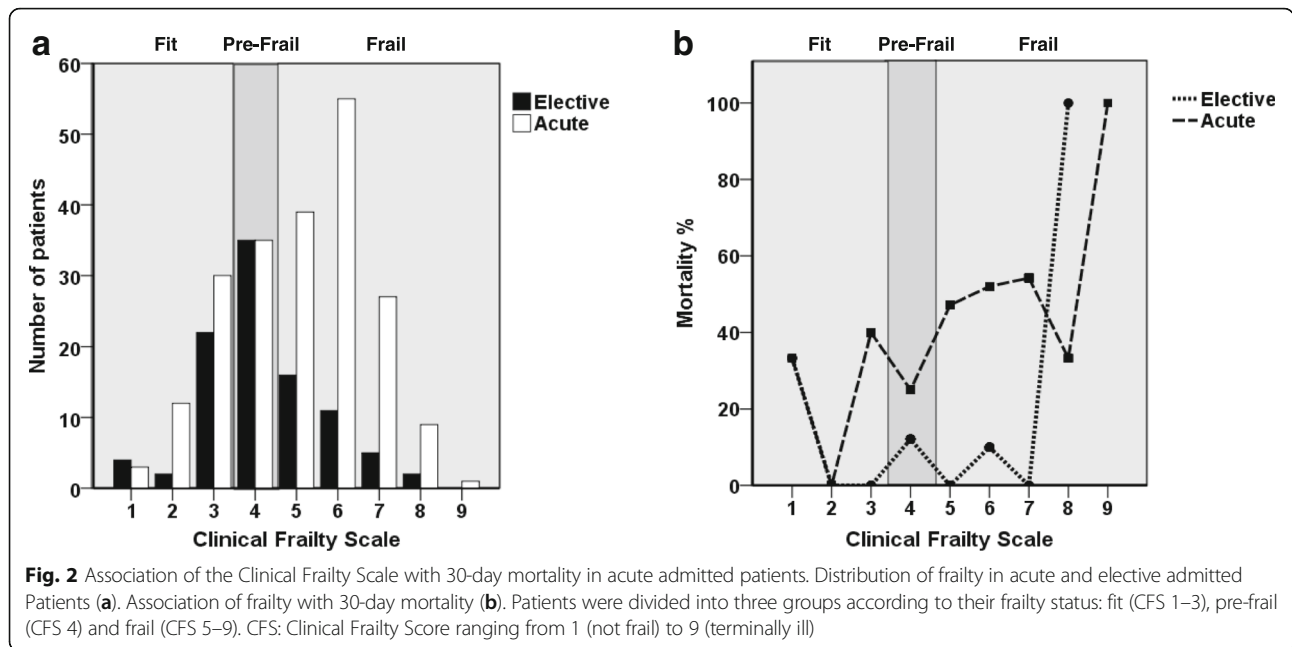 a
Fit Pre-Frail Frail
60
50
40
30
20
10
0
Number of patients
1 2 3 4 5 6 7 8 9
Clinical Frailty Scale
Elective
Acute
b
Fit Pre-Frail Frail
100
80
60
40
20
0
Mortality %
1 2 3 4 5 6 7 8 9
Clinical Frailty Scale
Elective
Acute
Fig. 2 Association of the Clinical Frailty Scale with 30-day mortality in acute admitted patients. Distribution of frailty in acute and elective admitted
Patients (a). Association of frailty with 30-day mortality (b). Patients were divided into three groups according to their frailty status: fit (CFS 1–3), pre-frail
(CFS 4) and frail (CFS 5–9). CFS: Clinical Frailty Score ranging from 1 (not frail) to 9 (terminally ill)